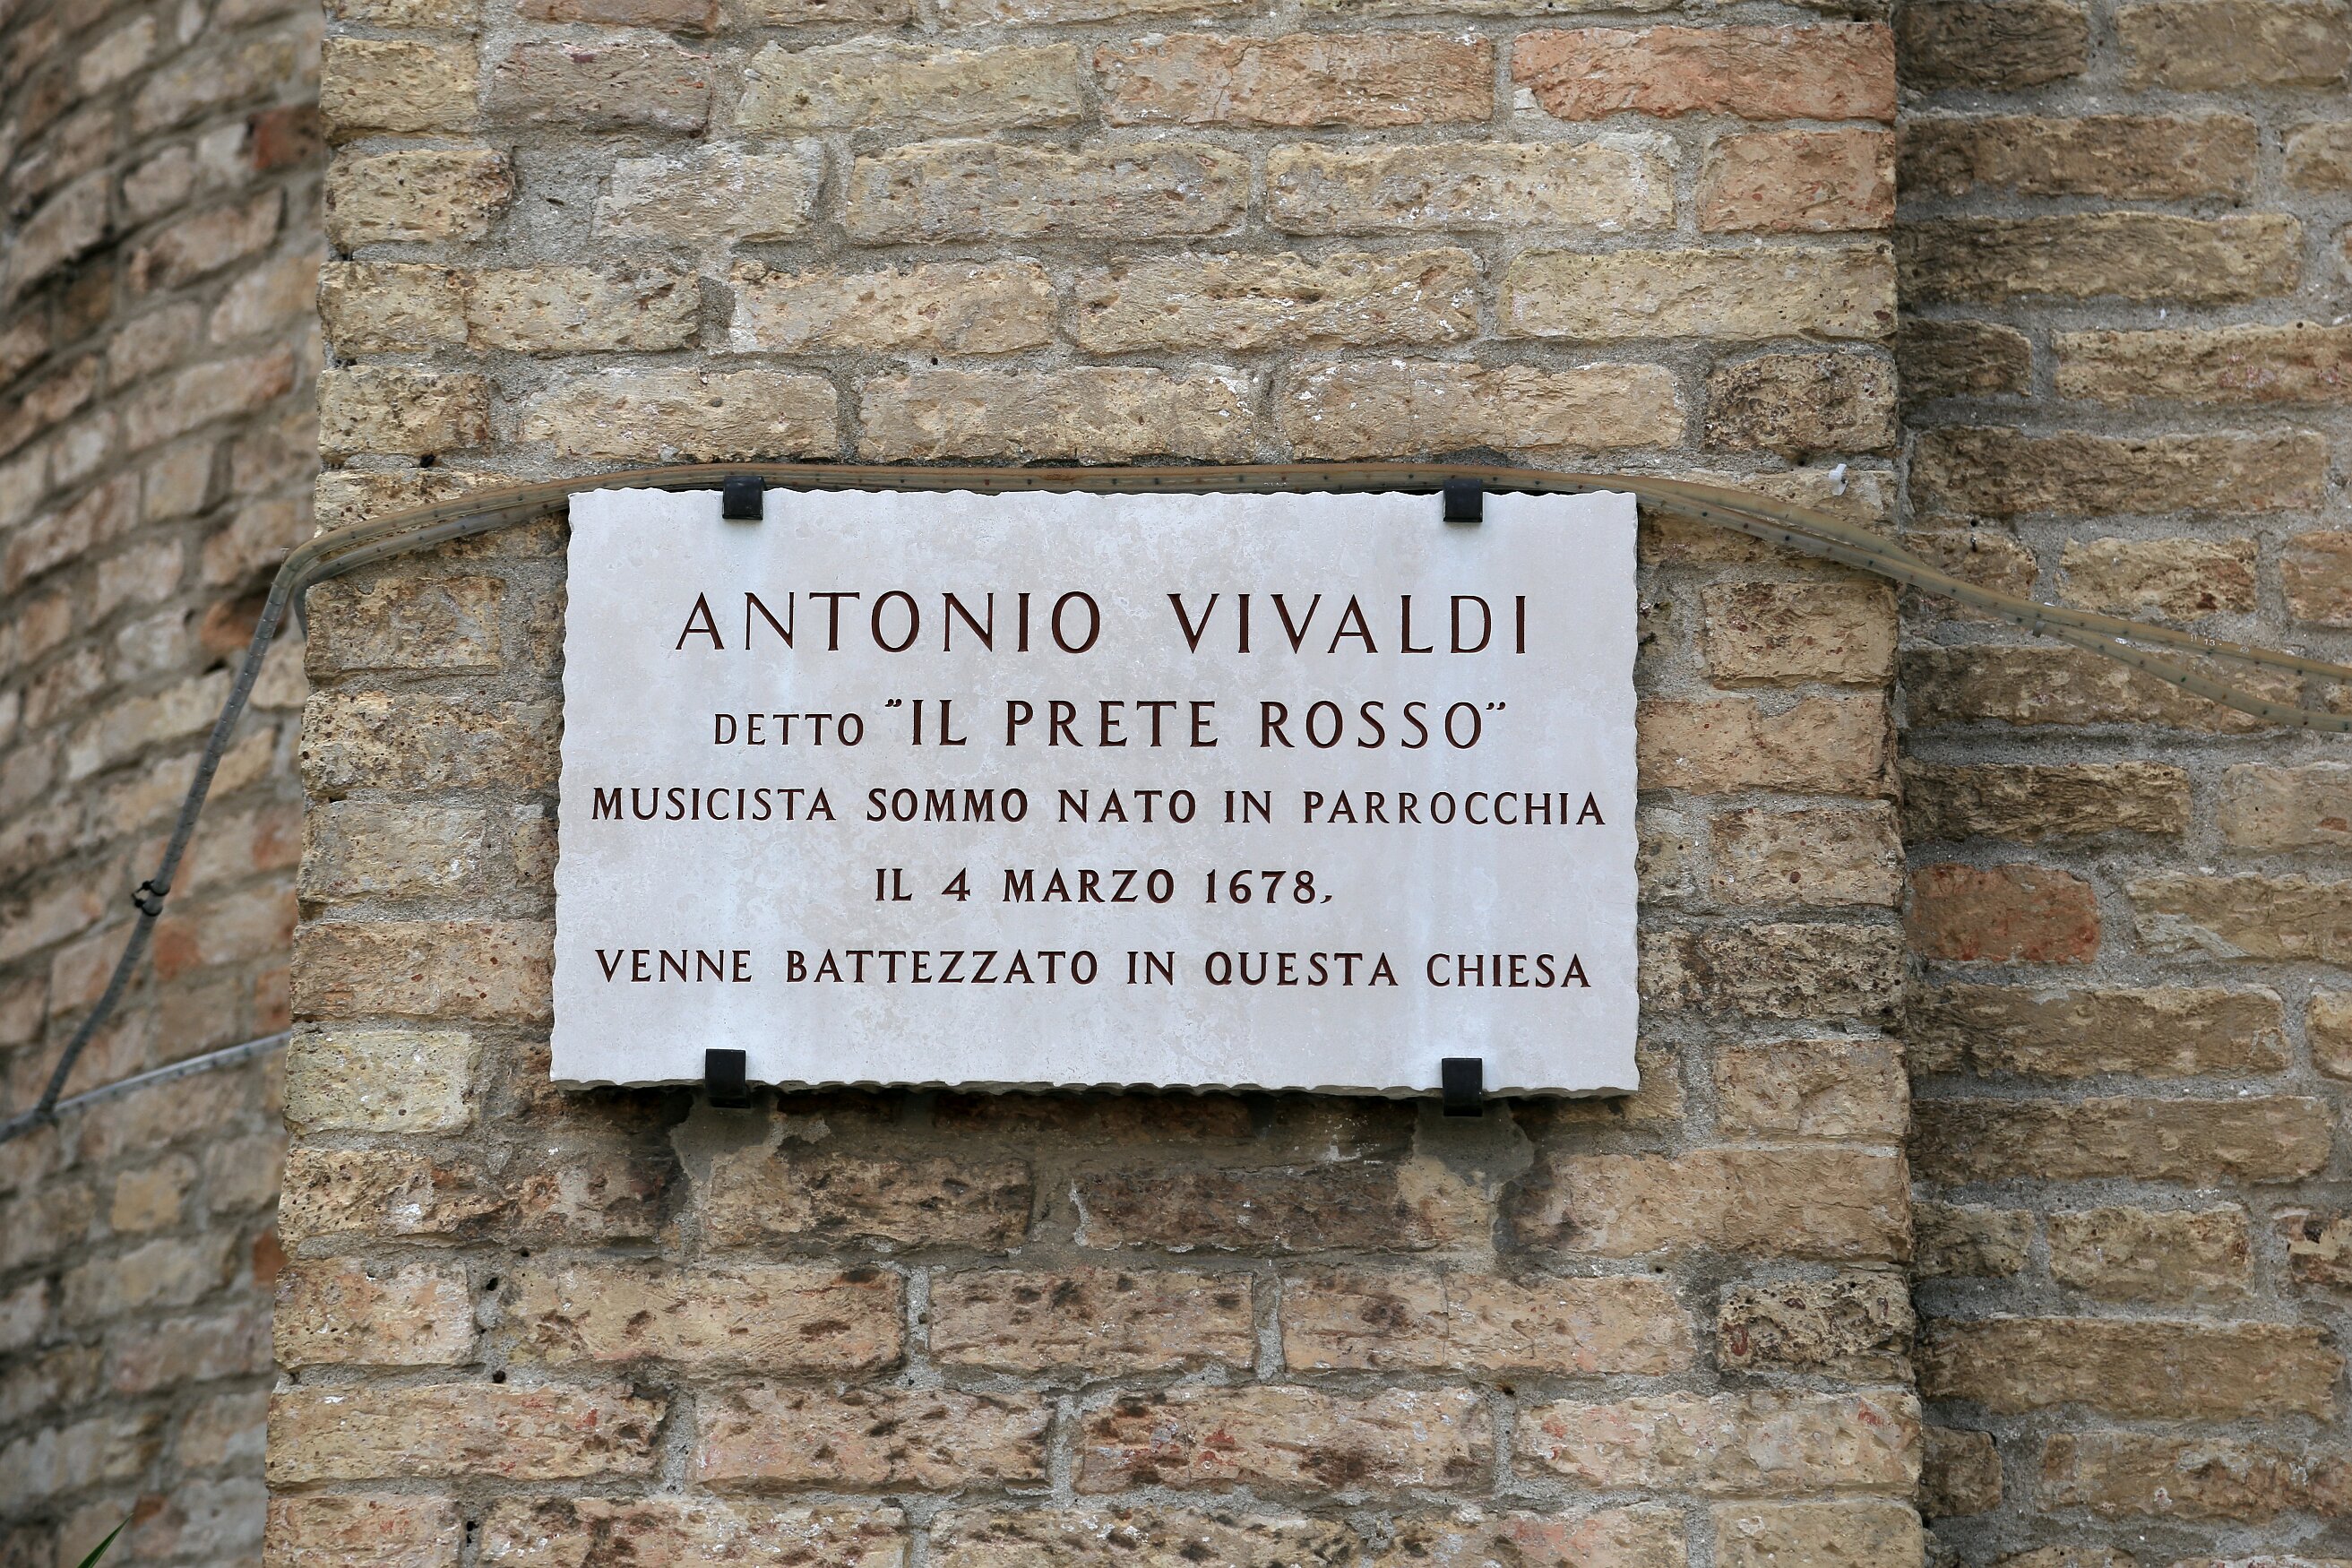 ANTONIO VIVALDI
DETTO "IL PRETE ROSSO"
MUSICISTA SOMMO NATO IN PARROCCHIA
IL 4 MARZO 1678,
VENNE BATTEZZATO IN QUESTA CHIESA